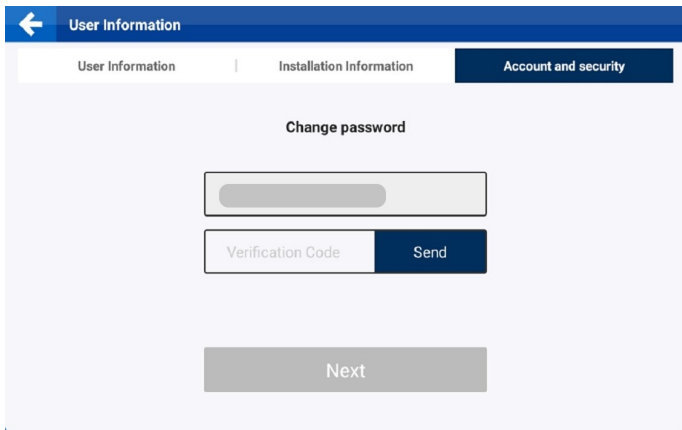 User Information
User Information | Installation Information Account and security
Change password
Verification Code Send
Next